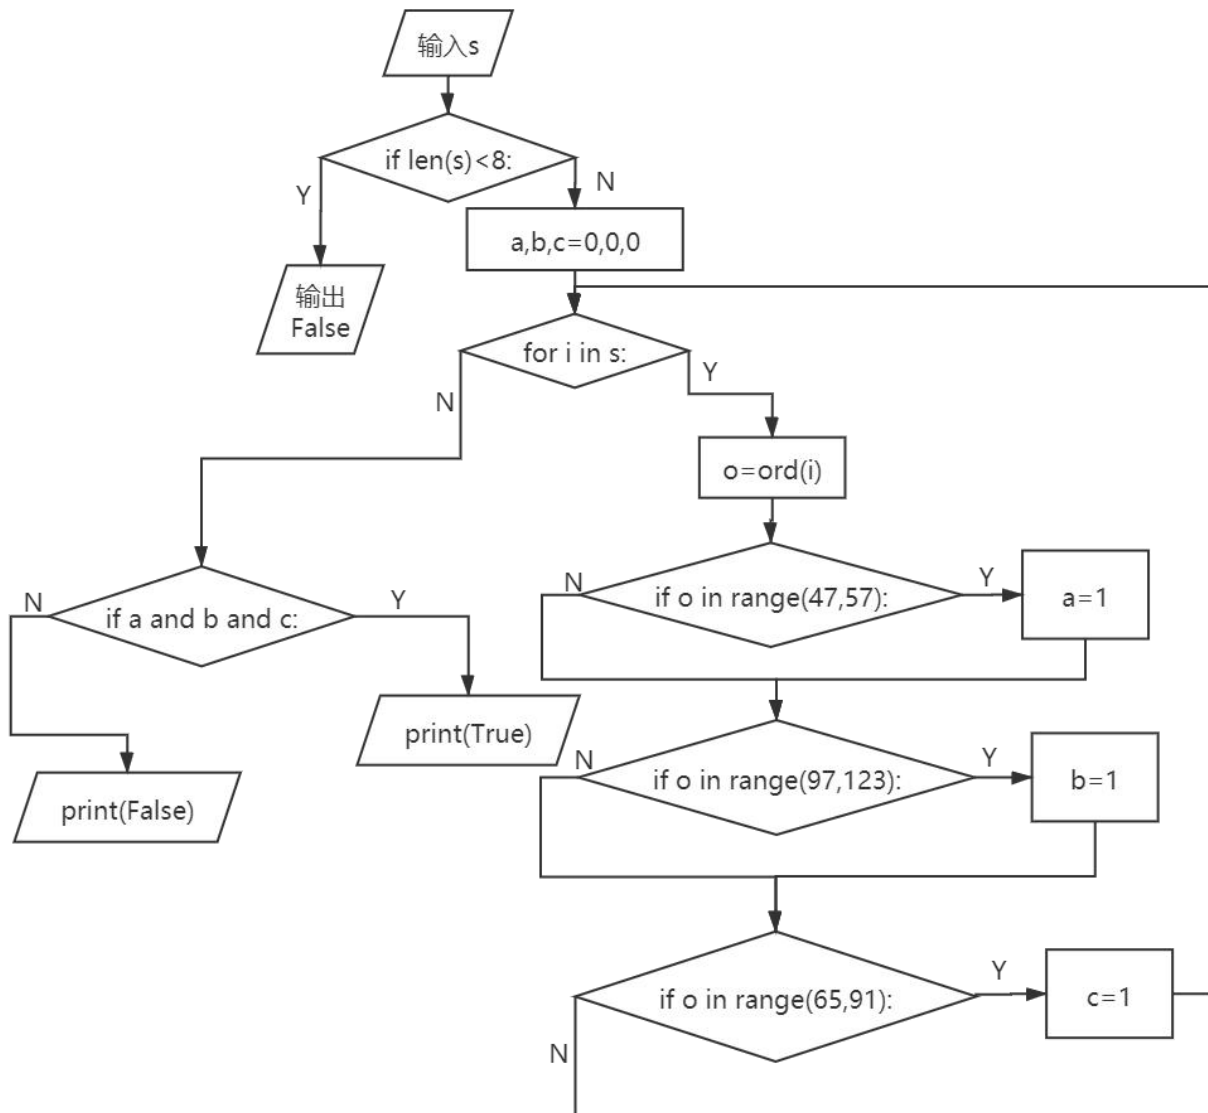 输入s
if len(s)<8:
Y
N
a,b,c=0,0,0
输出
False
for i in s:
Y
N
o=ord(i)
N
if o in range(47,57):
Y
a=1
N
if a and b and c:
Y
print(True)
print(False)
N
if o in range(97,123):
Y
b=1
if o in range(65,91):
Y
c=1
N